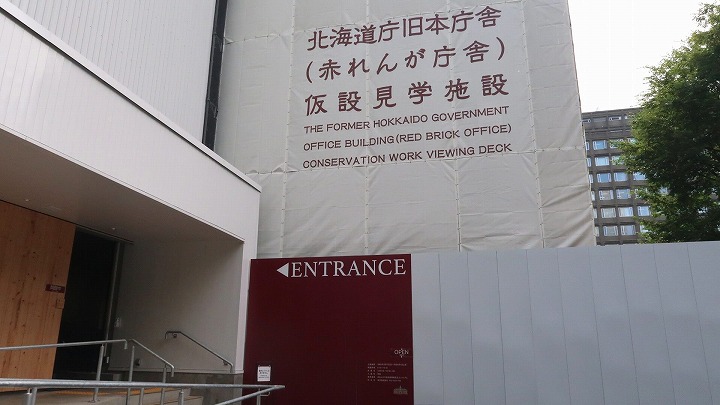 北海道庁旧本庁舎
(赤れんが庁舎)
仮設見学施設
THE FORMER HOKKAIDO GOVERNMENT
OFFICE BUILDING(RED BRICK OFFICE)
CONSERVATION WORK VIEWING DECK
ENTRANCE
OPEN